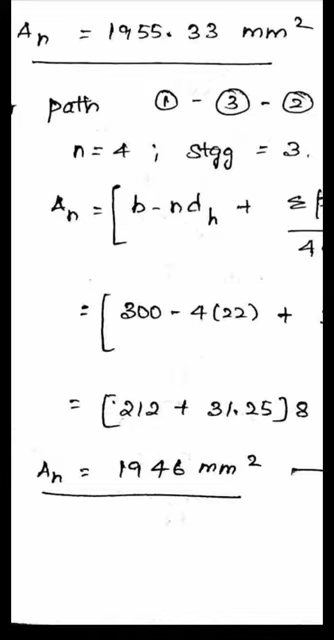 An = 1955.33 mm²
path ① - ③ - ②
n = 4 ; stgg = 3.
An = [ b - ndh + Σ
4
= [ 300 - 4(22) +
= [212 + 31.25] 8
An = 1946 mm²